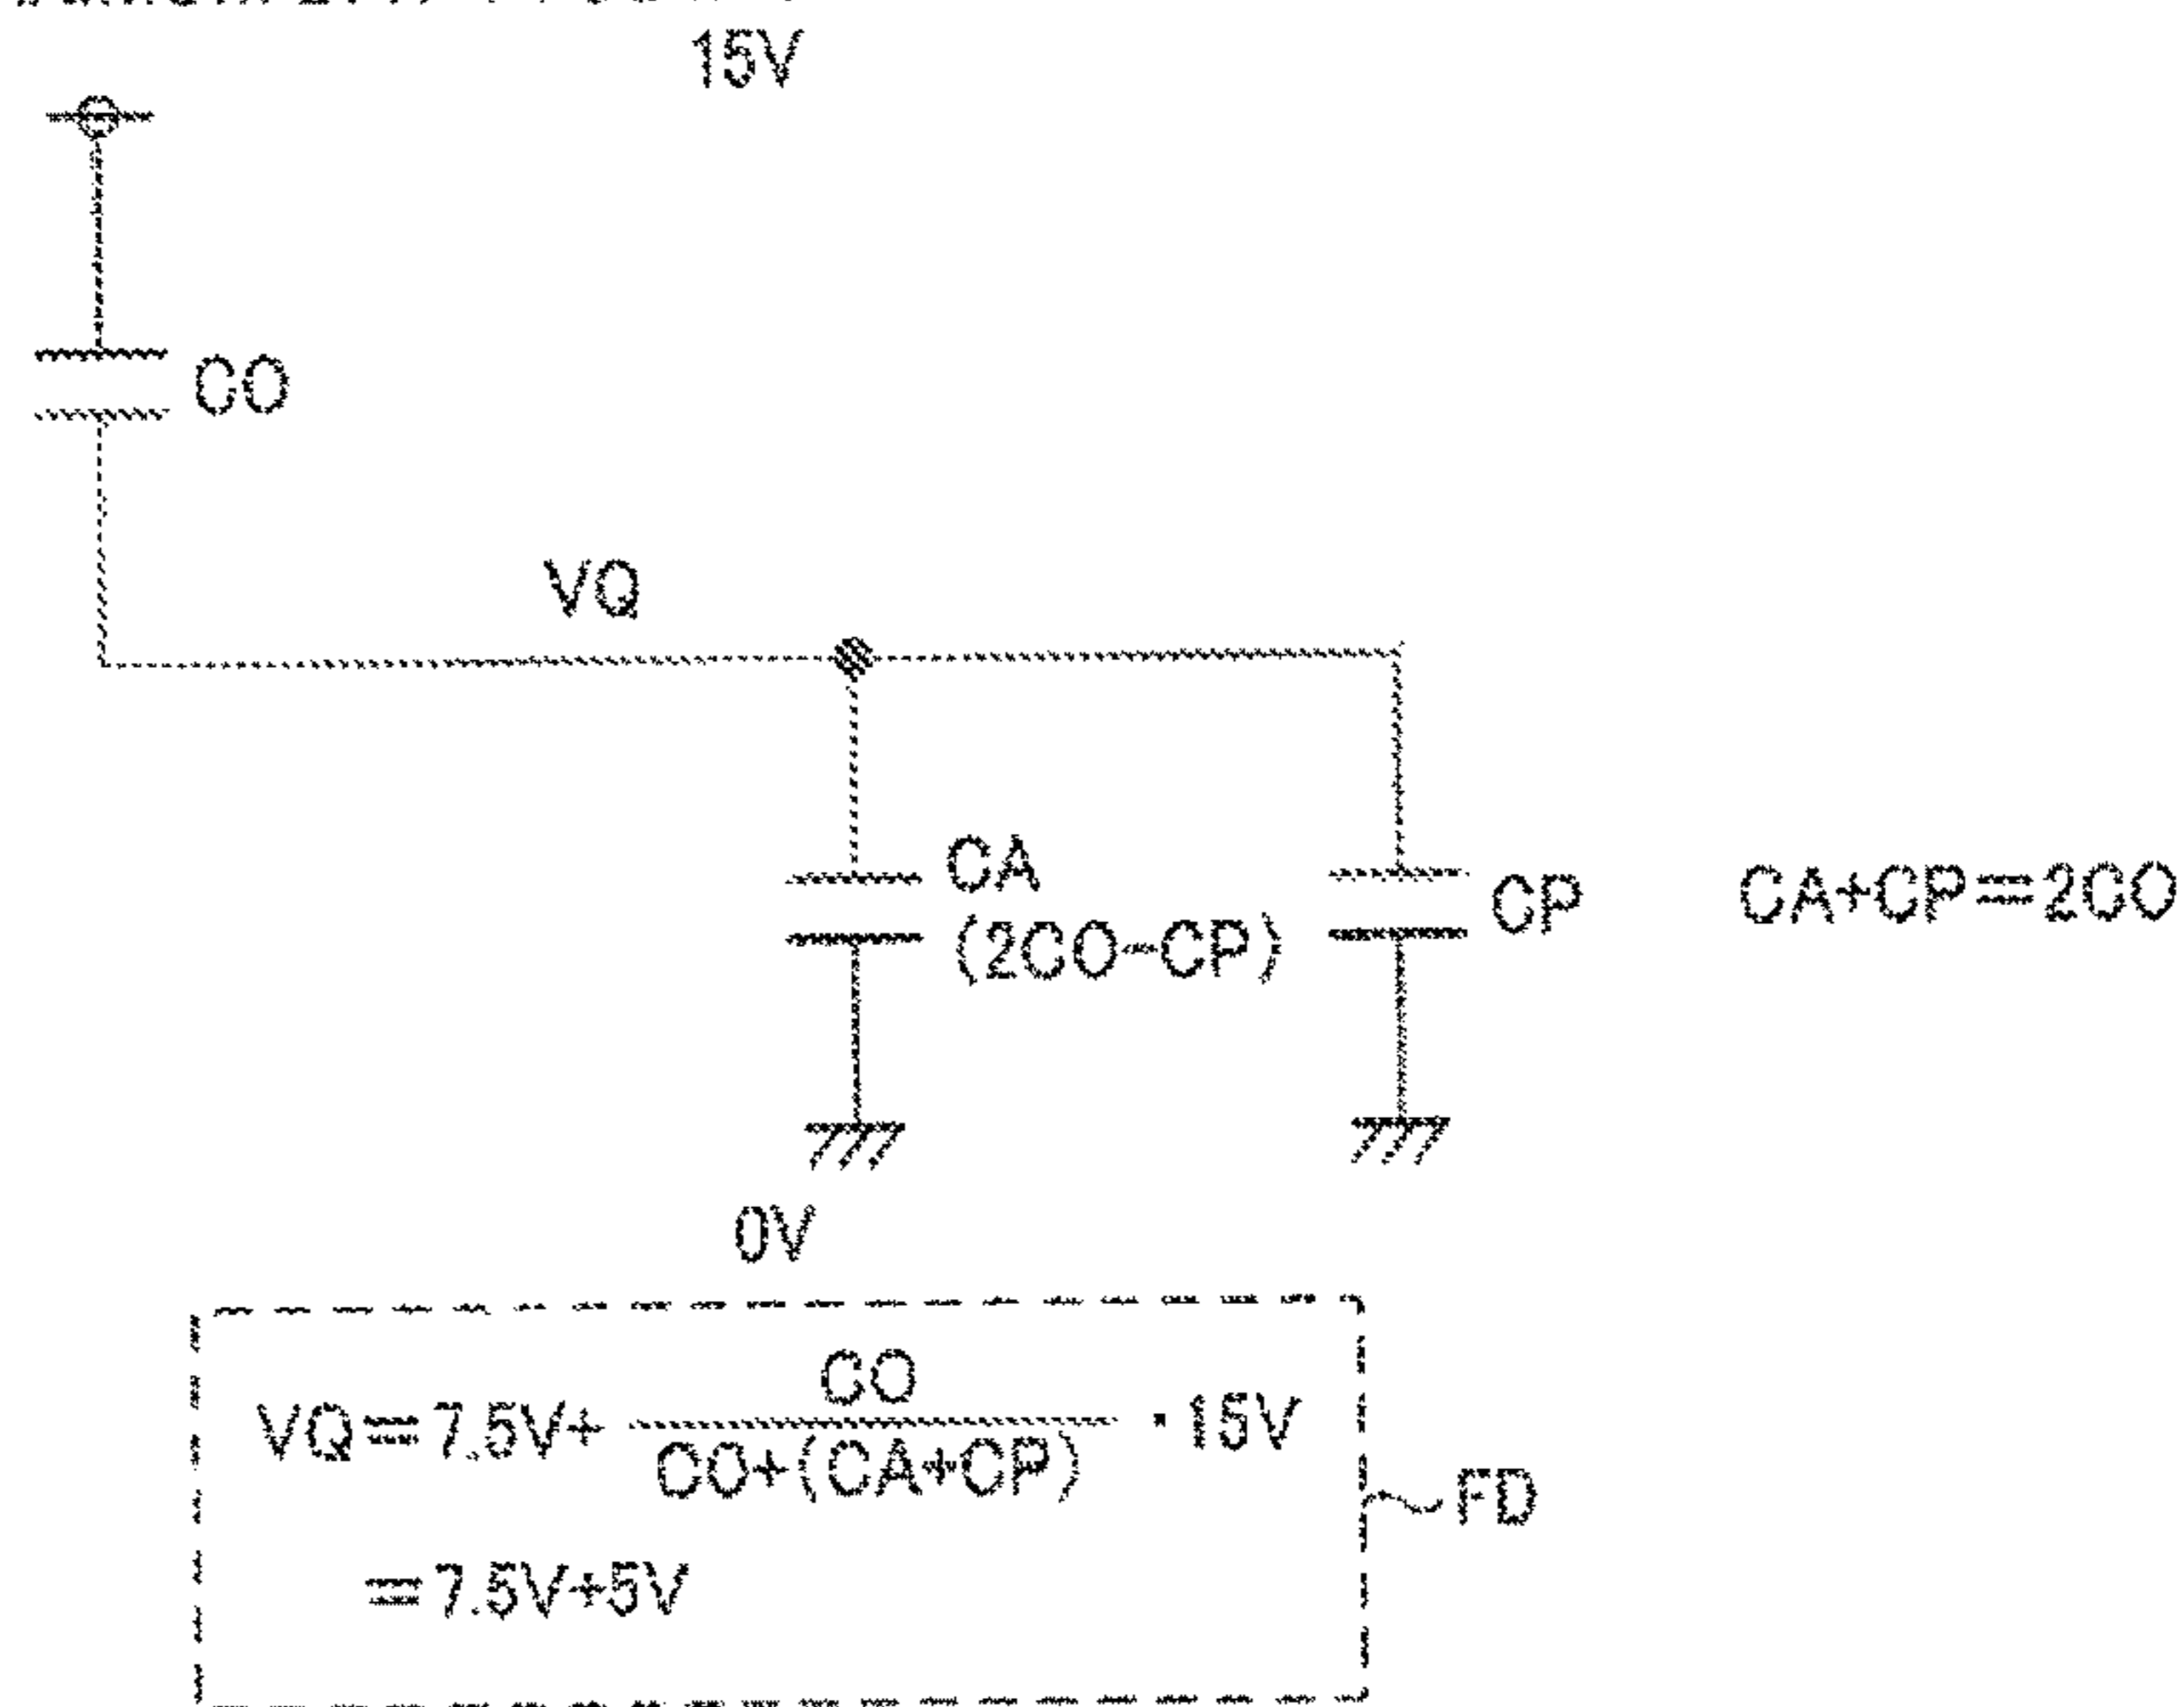 15V
CO
VQ
CA
(2CO-CP)
CP
CA+CP=2CO
0V
VQ=7.5V+ CO / CO+(CA+CP) ・15V
=7.5V+5V
FD